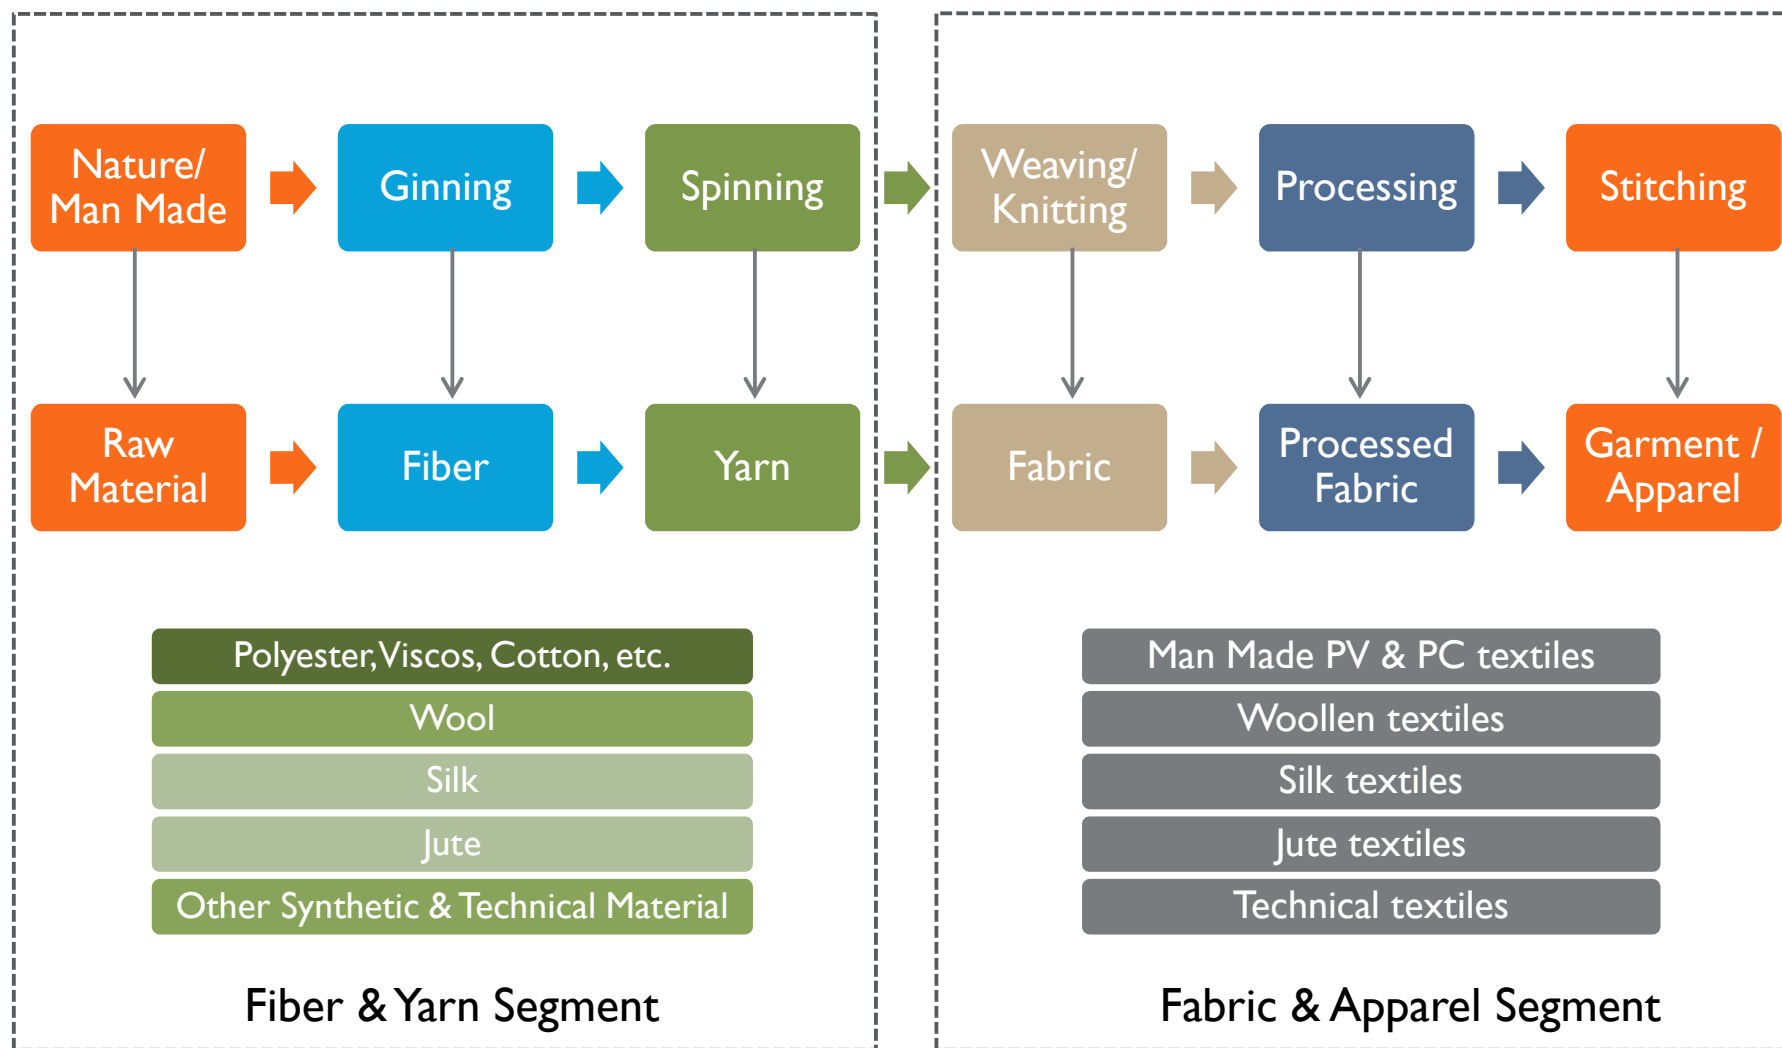 Nature/
Man Made
Ginning
Spinning
Weaving/
Knitting
Processing
Stitching
Raw
Material
Fiber
Yarn
Fabric
Processed
Fabric
Garment /
Apparel
Polyester, Viscos, Cotton, etc.
Wool
Silk
Jute
Other Synthetic & Technical Material
Man Made PV & PC textiles
Woollen textiles
Silk textiles
Jute textiles
Technical textiles
Fiber & Yarn Segment
Fabric & Apparel Segment